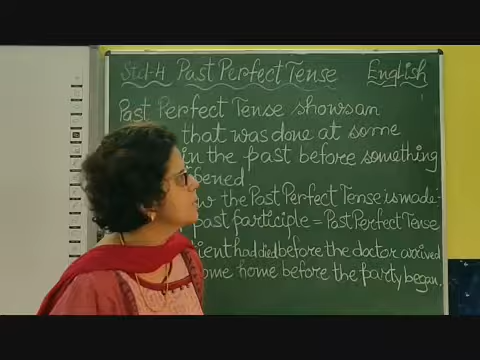 Std-4 Past Perfect Tense English
Past Perfect Tense shows an
that was done at some
in the past before something
the Past Perfect Tense is made:-
past participle = Past Perfect Tense
had died before the doctor arrived
home before the party began.